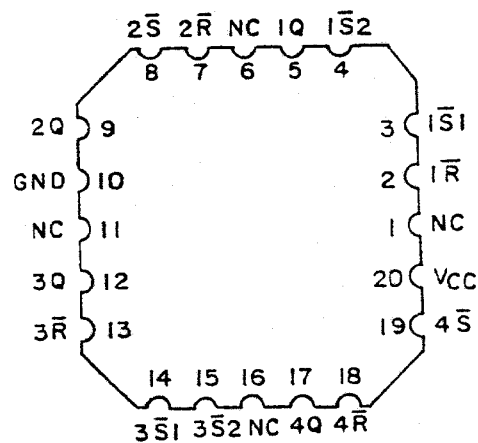 2S̅ 2R̅ NC 1Q 1S̅2
8 7 6 5 4
2Q 9 3 1S̅1
GND 10 2 1R̅
NC 11 1 NC
3Q 12 20 VCC
3R̅ 13 19 4S̅
14 15 16 17 18
3S̅1 3S̅2 NC 4Q 4R̅